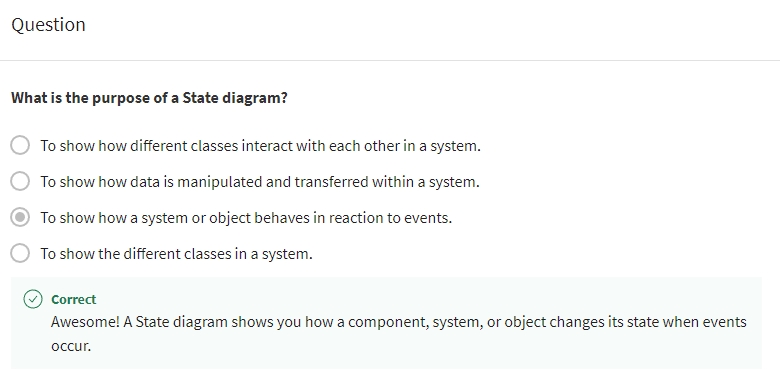 Question
What is the purpose of a State diagram?
To show how different classes interact with each other in a system.
To show how data is manipulated and transferred within a system.
To show how a system or object behaves in reaction to events.
To show the different classes in a system.
Correct
Awesome! A State diagram shows you how a component, system, or object changes its state when events
occur.